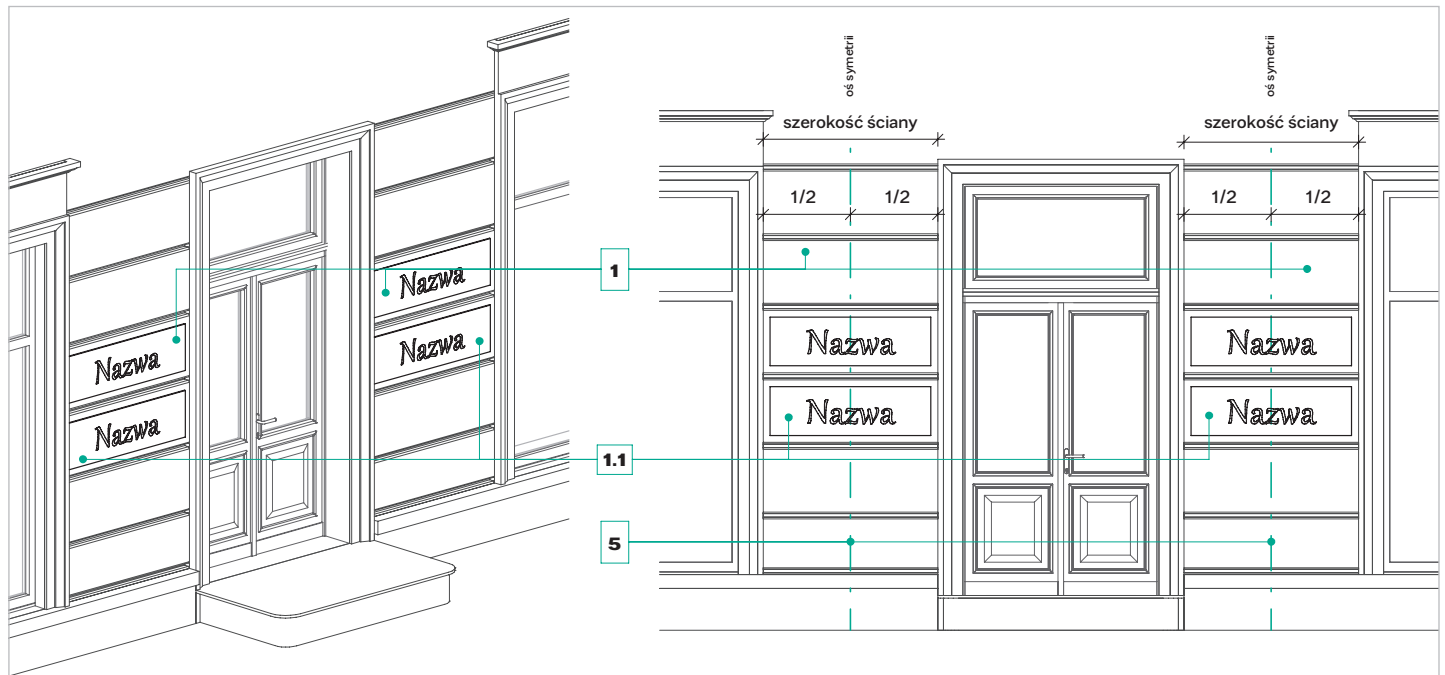 oś symetrii
oś symetrii
szerokość ściany
szerokość ściany
1/2
1/2
1/2
1/2
1
Nazwa
Nazwa
Nazwa
Nazwa
Nazwa
Nazwa
Nazwa
Nazwa
1.1
5